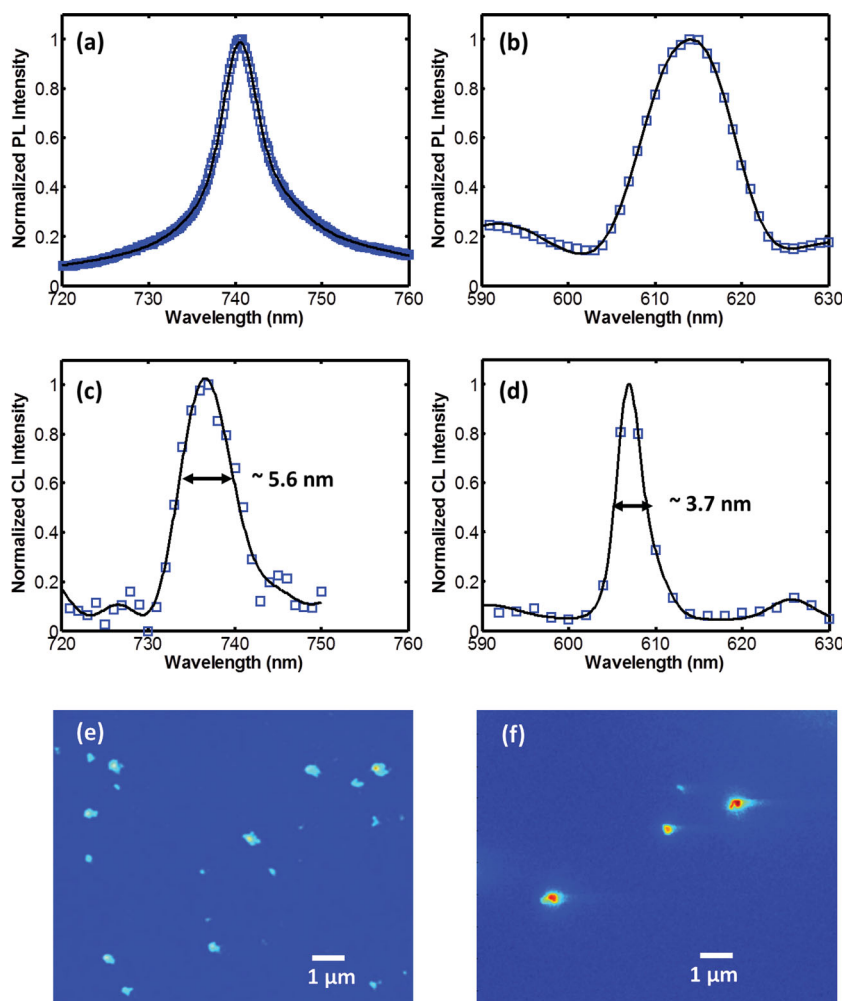 (a)
Normalized PL Intensity
1
0.8
0.6
0.4
0.2
0
720 730 740 750 760
Wavelength (nm)
(b)
Normalized PL Intensity
1
0.8
0.6
0.4
0.2
0
590 600 610 620 630
Wavelength (nm)
(c)
~ 5.6 nm
Normalized CL Intensity
1
0.8
0.6
0.4
0.2
0
720 730 740 750 760
Wavelength (nm)
(d)
~ 3.7 nm
Normalized CL Intensity
1
0.8
0.6
0.4
0.2
0
590 600 610 620 630
Wavelength (nm)
(e)
1 μm
(f)
1 μm